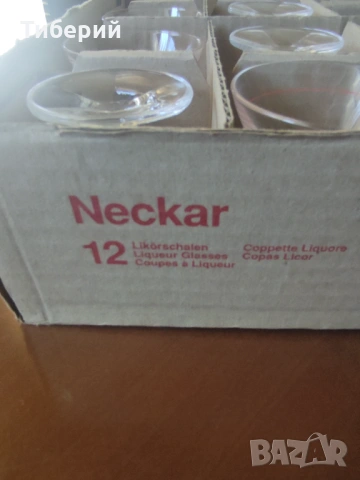 Тиберий
Neckar
12 Likörschalen
Liqueur Glasses
Coupes à Liqueur
Coppette Liquore
Copas Licor
BAZAR